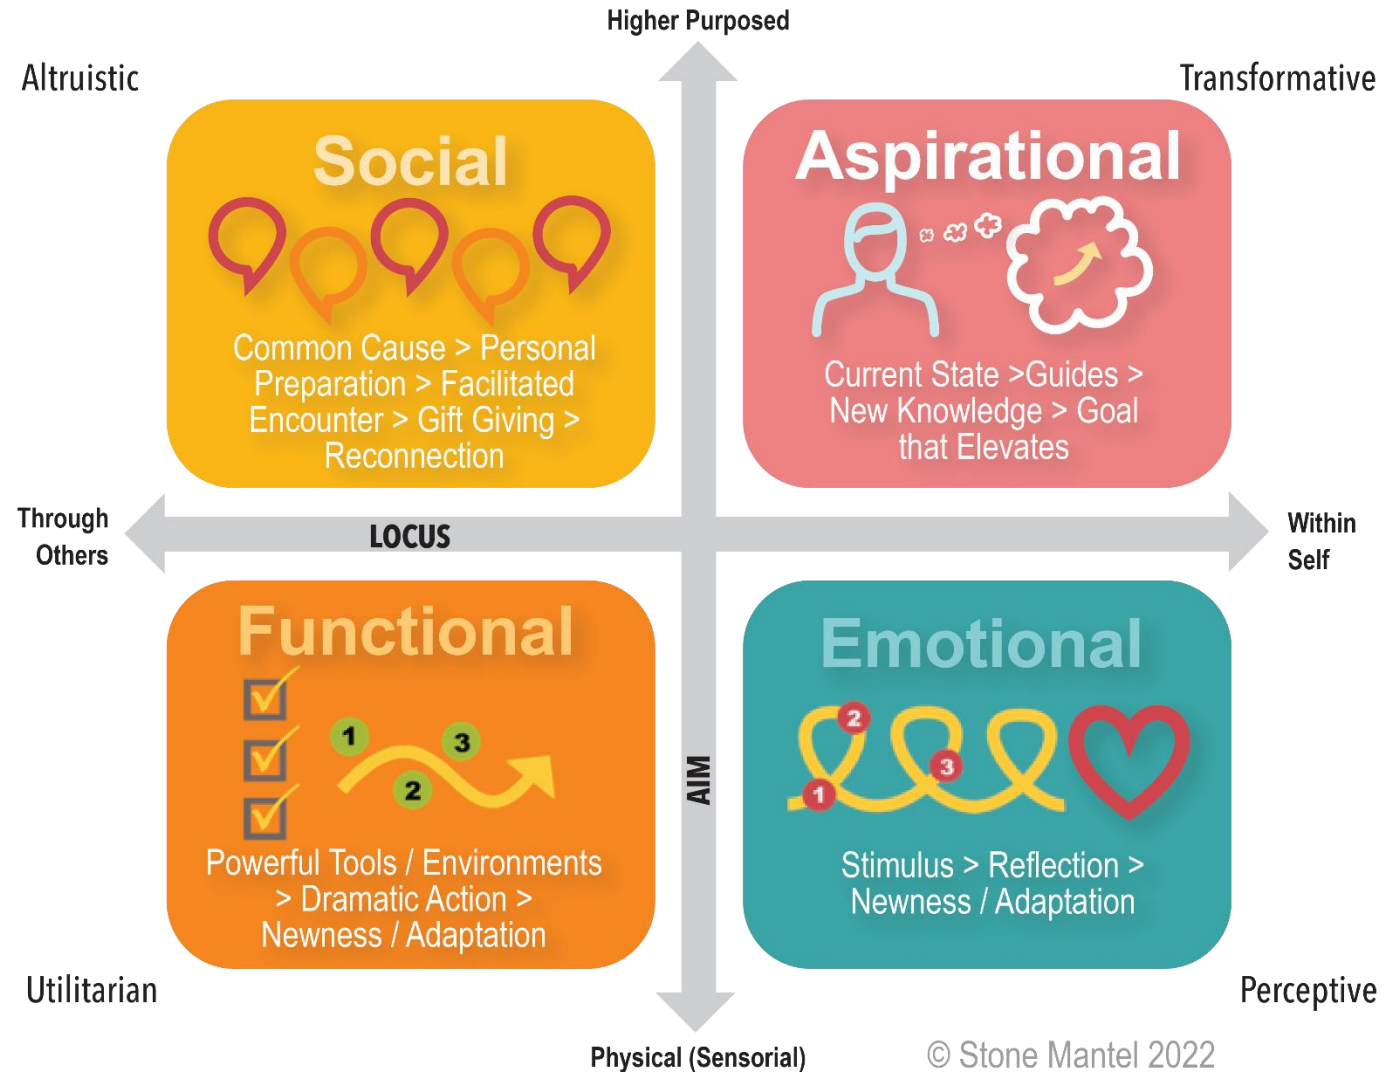 Higher Purposed
Altruistic
Transformative
Social
Common Cause > Personal
Preparation > Facilitated
Encounter > Gift Giving >
Reconnection
Aspirational
Current State >Guides >
New Knowledge > Goal
that Elevates
Through
Others
LOCUS
Within
Self
Functional
1
2
3
Powerful Tools / Environments
> Dramatic Action >
Newness / Adaptation
AIM
Emotional
1
2
3
Stimulus > Reflection >
Newness / Adaptation
Utilitarian
Perceptive
Physical (Sensorial)
© Stone Mantel 2022